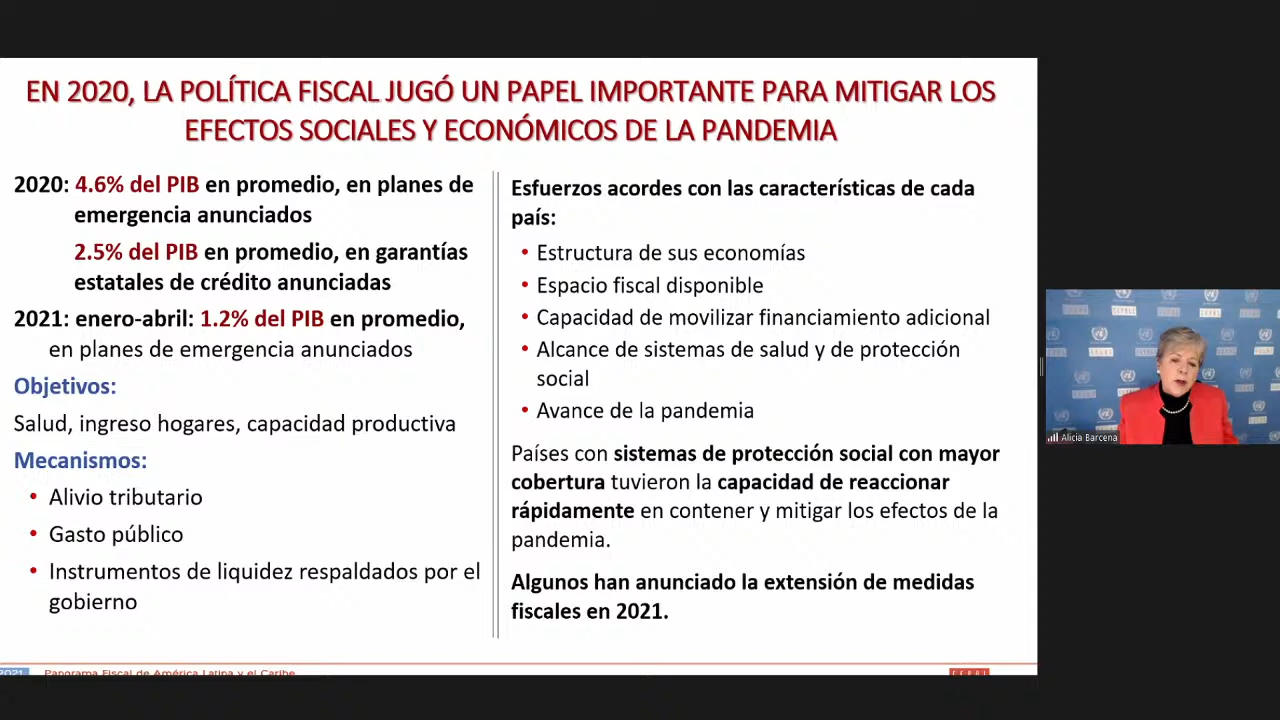 EN 2020, LA POLÍTICA FISCAL JUGÓ UN PAPEL IMPORTANTE PARA MITIGAR LOS
EFECTOS SOCIALES Y ECONÓMICOS DE LA PANDEMIA
2020: 4.6% del PIB en promedio, en planes de
emergencia anunciados
2.5% del PIB en promedio, en garantías
estatales de crédito anunciadas
2021: enero-abril: 1.2% del PIB en promedio,
en planes de emergencia anunciados
Objetivos:
Salud, ingreso hogares, capacidad productiva
Mecanismos:
• Alivio tributario
• Gasto público
• Instrumentos de liquidez respaldados por el
gobierno
Esfuerzos acordes con las características de cada
país:
• Estructura de sus economías
• Espacio fiscal disponible
• Capacidad de movilizar financiamiento adicional
• Alcance de sistemas de salud y de protección
social
• Avance de la pandemia
Países con sistemas de protección social con mayor
cobertura tuvieron la capacidad de reaccionar
rápidamente en contener y mitigar los efectos de la
pandemia.
Algunos han anunciado la extensión de medidas
fiscales en 2021.
2021 Panorama Fiscal de América Latina y el Caribe
Alicia Barcena